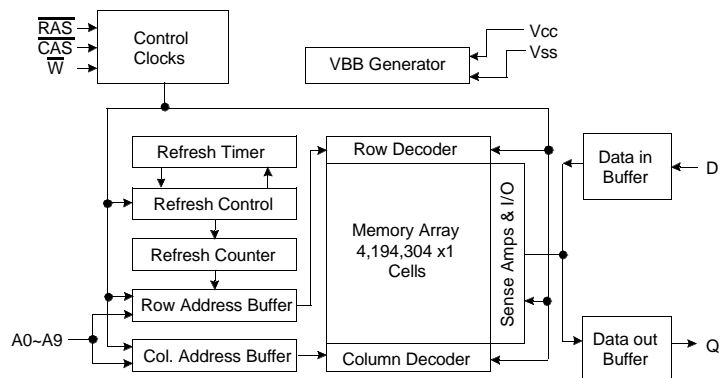 RAS
CAS
W
Control
Clocks
VBB Generator
Vcc
Vss
Refresh Timer
Refresh Control
Refresh Counter
Row Address Buffer
Col. Address Buffer
A0~A9
Row Decoder
Memory Array
4,194,304 x1
Cells
Column Decoder
Sense Amps & I/O
Data in
Buffer
D
Data out
Buffer
Q